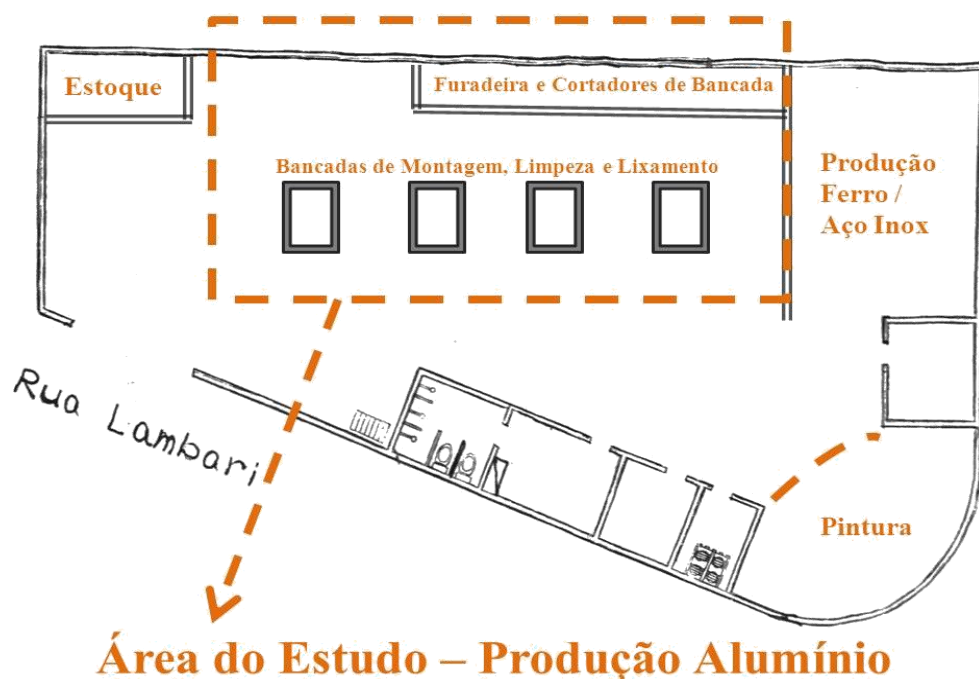 Estoque
Furadeira e Cortadores de Bancada
Bancadas de Montagem, Limpeza e Lixamento
Produção
Ferro /
Aço Inox
Rua Lambari
Pintura
Área do Estudo – Produção Alumínio